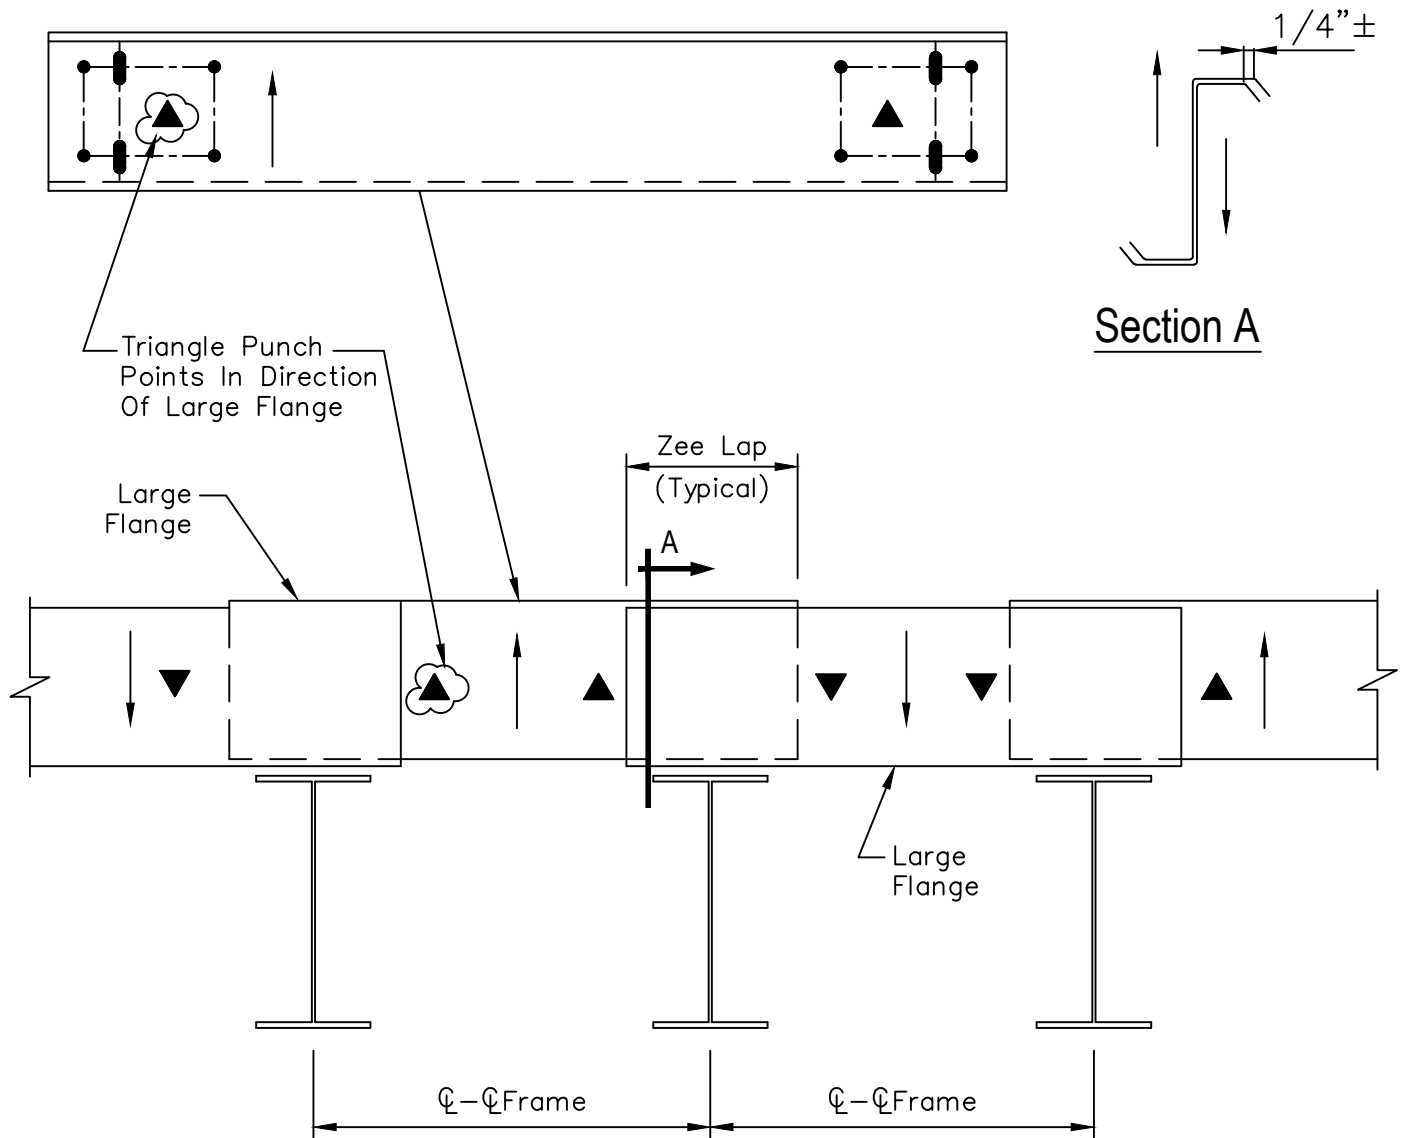 1/4"±
Section A
Triangle Punch
Points In Direction
Of Large Flange
Zee Lap
(Typical)
Large
Flange
A
Large
Flange
℄-℄Frame
℄-℄Frame